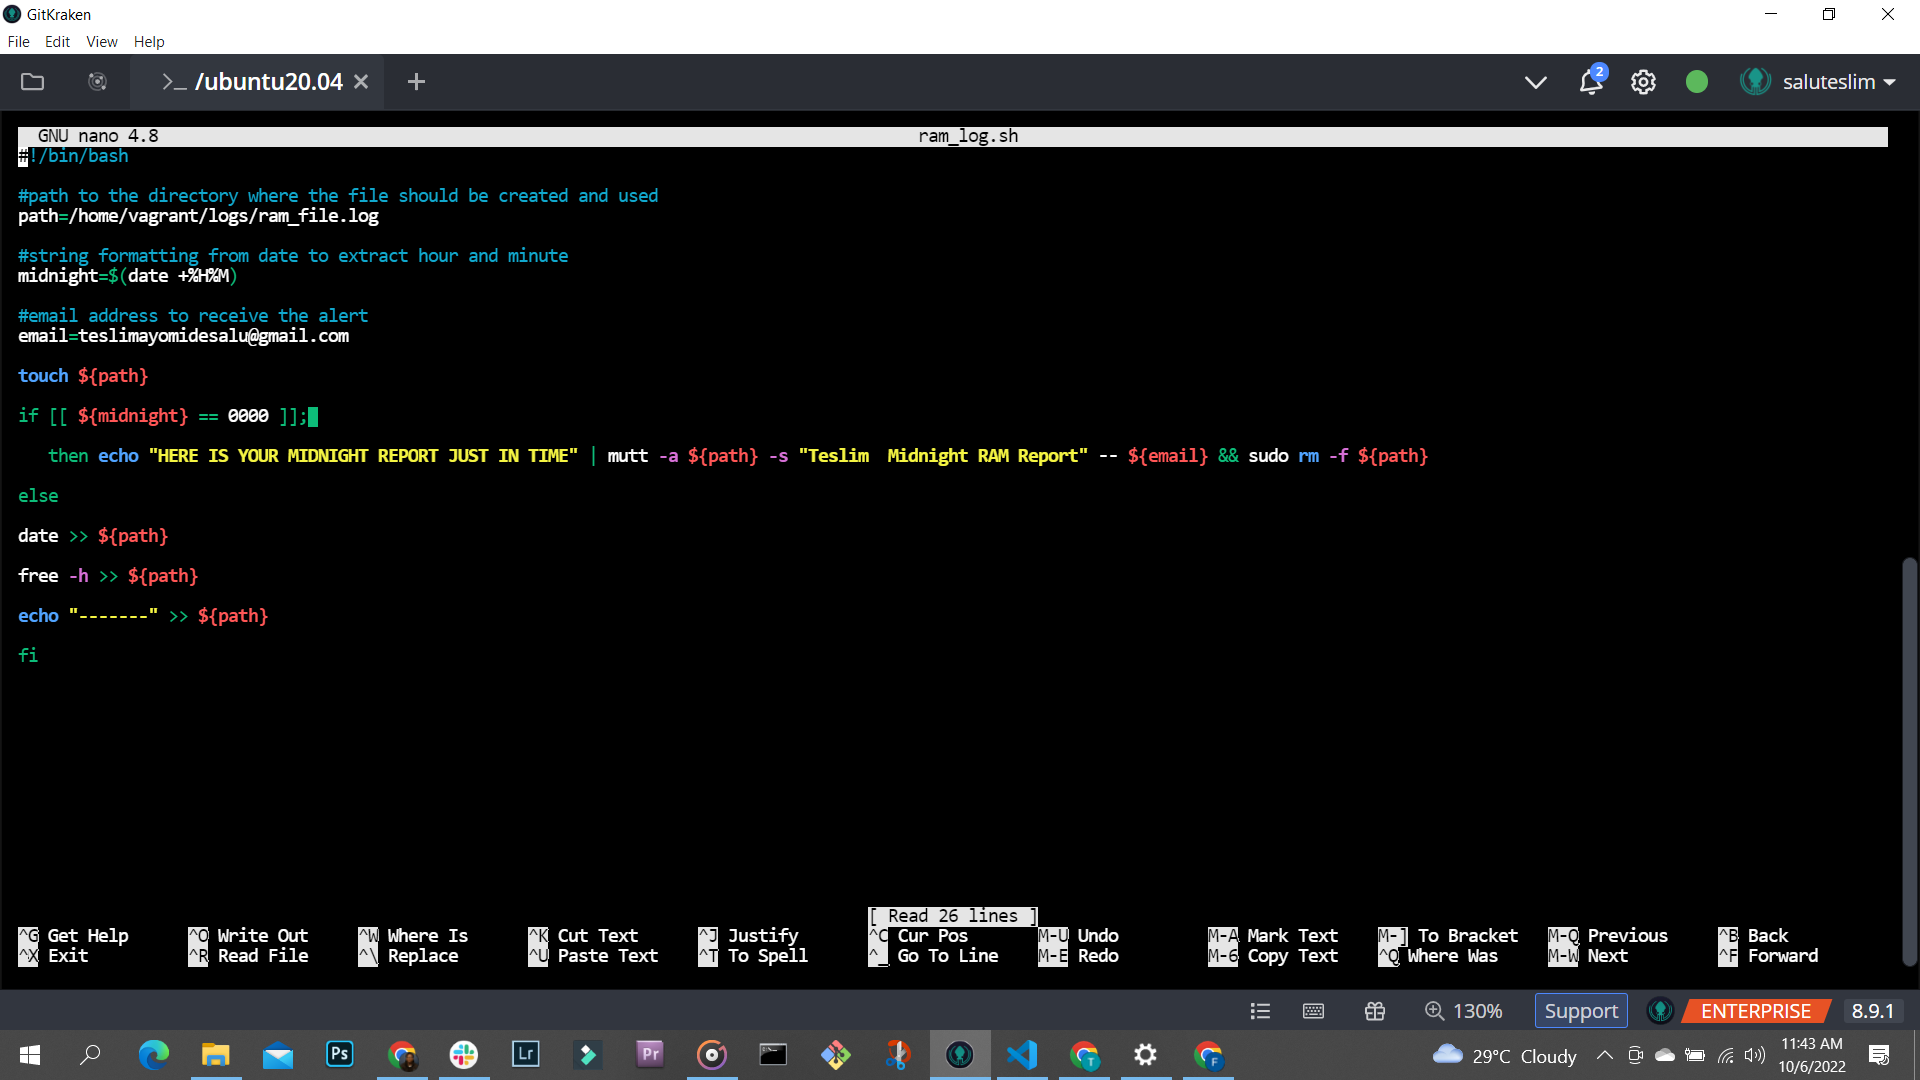 GitKraken
File Edit View Help
>_ /ubuntu20.04
2
saluteslim
GNU nano 4.8 ram_log.sh
#!/bin/bash
#path to the directory where the file should be created and used
path=/home/vagrant/logs/ram_file.log
#string formatting from date to extract hour and minute
midnight=$(date +%H%M)
#email address to receive the alert
email=teslimayomidesalu@gmail.com
touch ${path}
if [[ ${midnight} == 0000 ]];
then echo "HERE IS YOUR MIDNIGHT REPORT JUST IN TIME" | mutt -a ${path} -s "Teslim  Midnight RAM Report" -- ${email} && sudo rm -f ${path}
else
date >> ${path}
free -h >> ${path}
echo "-------" >> ${path}
fi
[ Read 26 lines ]
^G Get Help ^O Write Out ^W Where Is ^K Cut Text ^J Justify ^C Cur Pos M-U Undo M-A Mark Text M-] To Bracket M-Q Previous ^B Back
^X Exit ^R Read File ^\ Replace ^U Paste Text ^T To Spell ^_ Go To Line M-E Redo M-6 Copy Text ^Q Where Was M-W Next ^F Forward
130% Support ENTERPRISE 8.9.1
Ps Lr Pr T F
29°C Cloudy
11:43 AM
10/6/2022